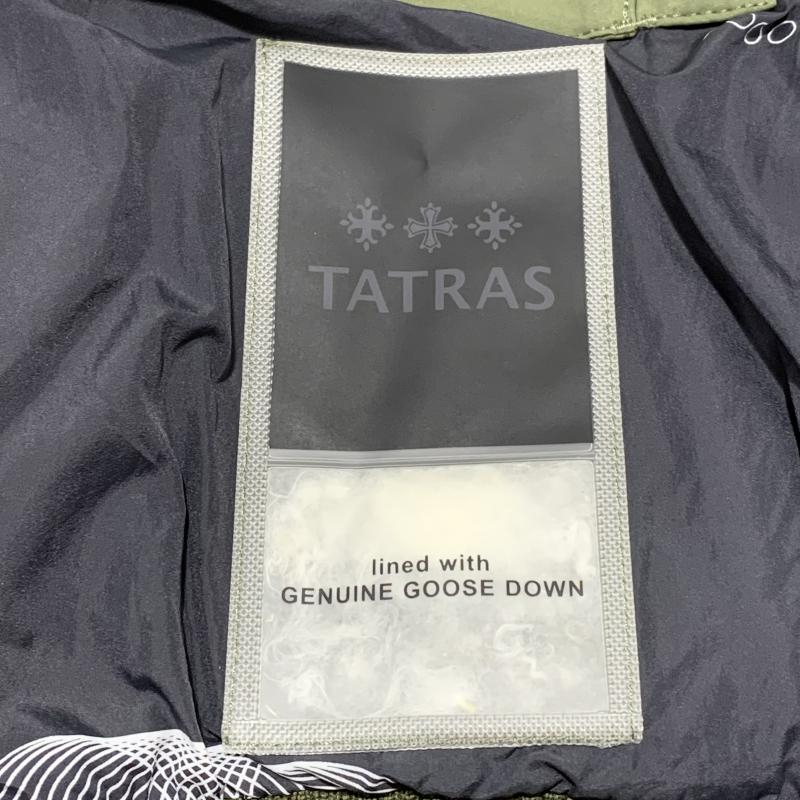 TATRAS
lined with
GENUINE GOOSE DOWN